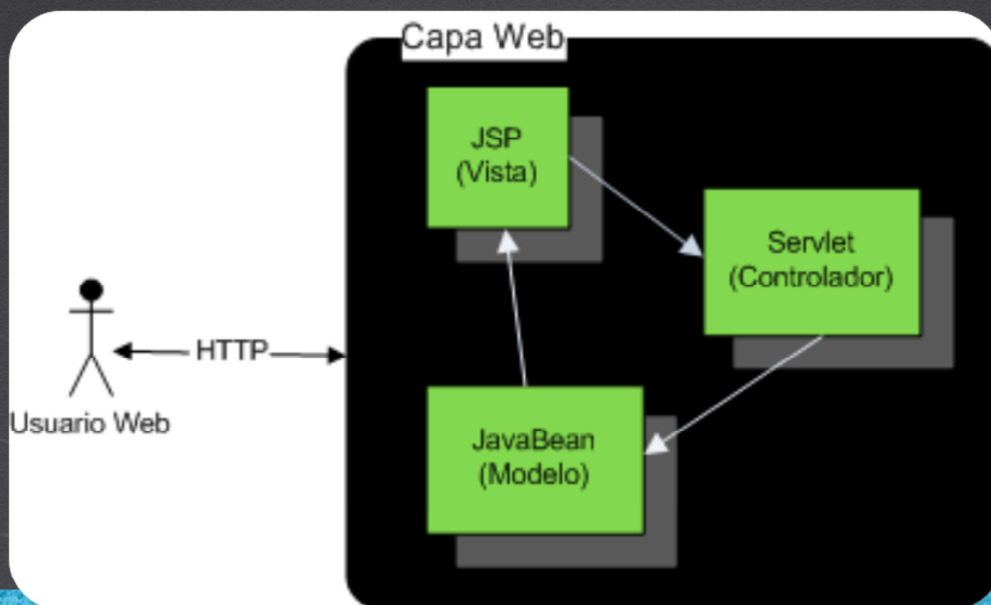 Capa Web
JSP
(Vista)
Servlet
(Controlador)
HTTP
Usuario Web
JavaBean
(Modelo)